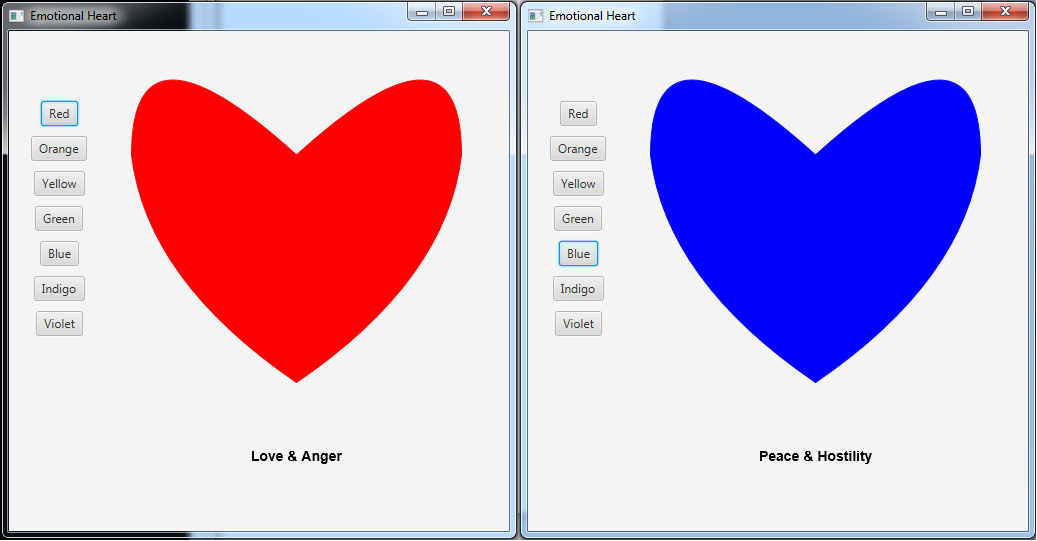 Emotional Heart
Red
Orange
Yellow
Green
Blue
Indigo
Violet
Love & Anger
Emotional Heart
Red
Orange
Yellow
Green
Blue
Indigo
Violet
Peace & Hostility